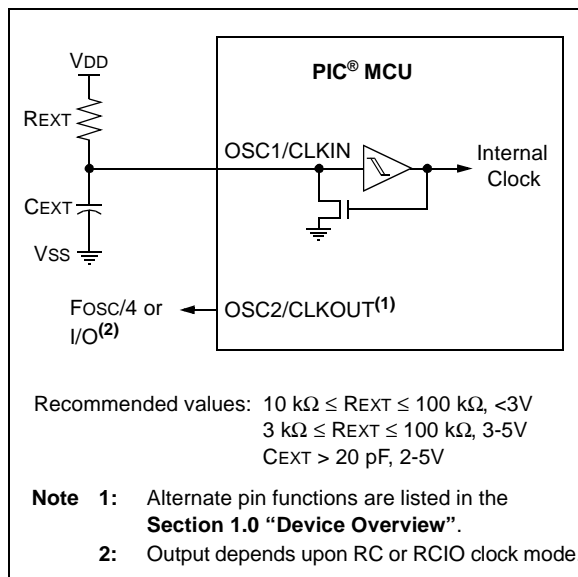 VDD
PIC® MCU
REXT
OSC1/CLKIN
Internal
Clock
CEXT
VSS
FOSC/4 or
I/O(2)
OSC2/CLKOUT(1)
Recommended values: 10 kΩ ≤ REXT ≤ 100 kΩ, <3V
3 kΩ ≤ REXT ≤ 100 kΩ, 3-5V
CEXT > 20 pF, 2-5V
Note 1: Alternate pin functions are listed in the
Section 1.0 “Device Overview”.
2: Output depends upon RC or RCIO clock mode